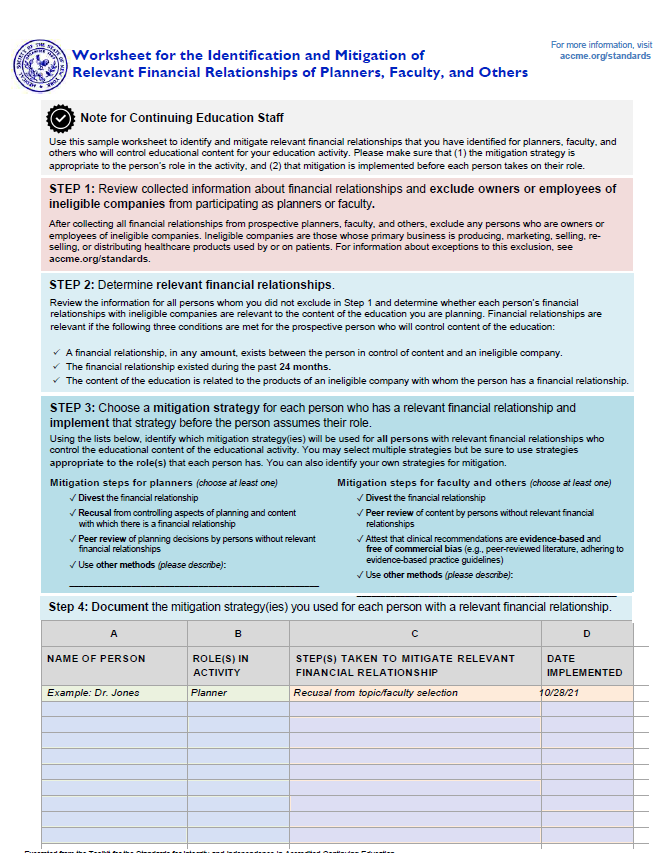 For more information, visit
accme.org/standards
Worksheet for the Identification and Mitigation of
Relevant Financial Relationships of Planners, Faculty, and Others
Note for Continuing Education Staff
Use this sample worksheet to identify and mitigate relevant financial relationships that you have identified for planners, faculty, and
others who will control educational content for your education activity. Please make sure that (1) the mitigation strategy is
appropriate to the person's role in the activity, and (2) that mitigation is implemented before each person takes on their role.
STEP 1: Review collected information about financial relationships and exclude owners or employees of
ineligible companies from participating as planners or faculty.
After collecting all financial relationships from prospective planners, faculty, and others, exclude any persons who are owners or
employees of ineligible companies. Ineligible companies are those whose primary business is producing, marketing, selling, re-
selling, or distributing healthcare products used by or on patients. For information about exceptions to this exclusion, see
accme.org/standards.
STEP 2: Determine relevant financial relationships.
Review the information for all persons whom you did not exclude in Step 1 and determine whether each person's financial
relationships with ineligible companies are relevant to the content of the education you are planning. Financial relationships are
relevant if the following three conditions are met for the prospective person who will control content of the education:
✓ A financial relationship, in any amount, exists between the person in control of content and an ineligible company.
✓ The financial relationship existed during the past 24 months.
✓ The content of the education is related to the products of an ineligible company with whom the person has a financial relationship.
STEP 3: Choose a mitigation strategy for each person who has a relevant financial relationship and
implement that strategy before the person assumes their role.
Using the lists below, identify which mitigation strategy(ies) will be used for all persons with relevant financial relationships who
control the educational content of the educational activity. You may select multiple strategies but be sure to use strategies
appropriate to the role(s) that each person has. You can also identify your own strategies for mitigation.
Mitigation steps for planners (choose at least one)
✓ Divest the financial relationship
✓ Recusal from controlling aspects of planning and content
with which there is a financial relationship
✓ Peer review of planning decisions by persons without relevant
financial relationships
✓ Use other methods (please describe):
Mitigation steps for faculty and others (choose at least one)
✓ Divest the financial relationship
✓ Peer review of content by persons without relevant financial
relationships
✓ Attest that clinical recommendations are evidence-based and
free of commercial bias (e.g., peer-reviewed literature, adhering to
evidence-based practice guidelines)
✓ Use other methods (please describe):
Step 4: Document the mitigation strategy(ies) you used for each person with a relevant financial relationship.
A B C D
NAME OF PERSON ROLE(S) IN STEP(S) TAKEN TO MITIGATE RELEVANT DATE
ACTIVITY FINANCIAL RELATIONSHIP IMPLEMENTED
Example: Dr. Jones Planner Recusal from topic/faculty selection 10/28/21